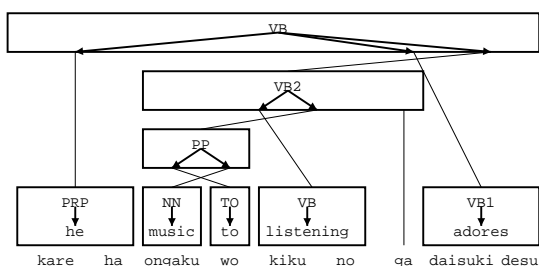 VB
VB2
PP
PRP NN TO VB VB1
he music to listening adores
kare ha ongaku wo kiku no ga daisuki desu